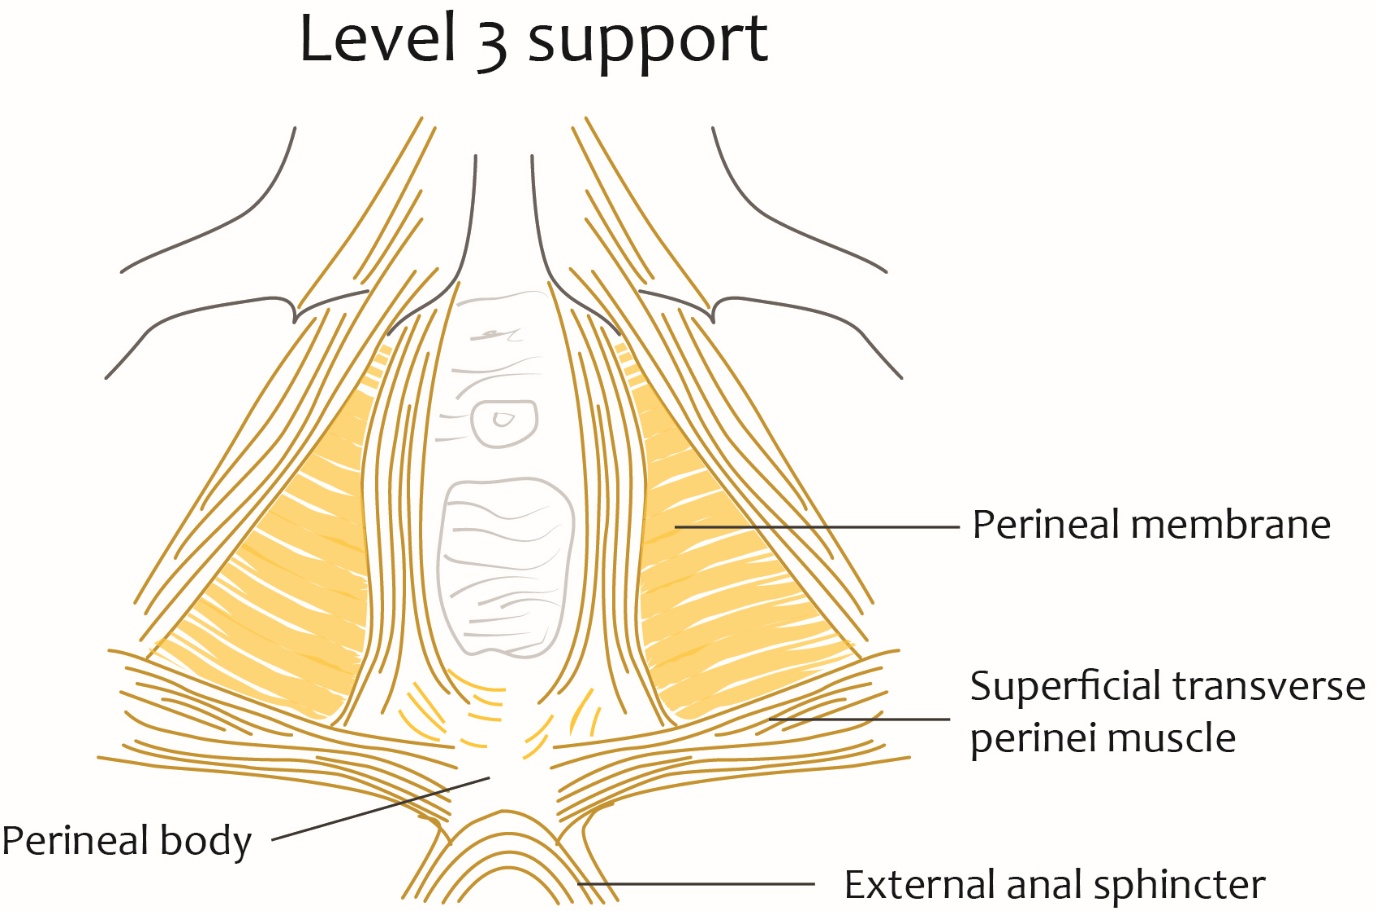 Level 3 support
Perineal membrane
Superficial transverse
perinei muscle
Perineal body
External anal sphincter